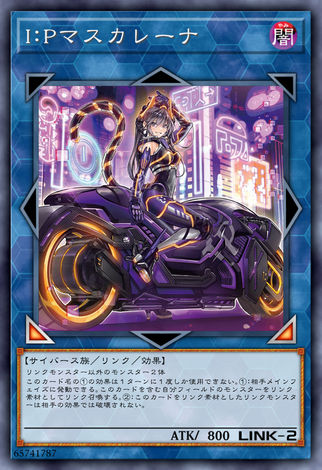 I:Pマスカレーナ
闇
【サイバース族/リンク/効果】
リンクモンスター以外のモンスター2体
このカード名の①の効果は1ターンに1度しか使用できない。①:相手メインフ
ェイズに発動できる。このカードを含む自分フィールドのモンスターをリンク
素材としてリンク召喚する。②:このカードをリンク素材としたリンクモンスタ
ーは相手の効果では破壊されない。
ATK/ 800 LINK-2
65741787